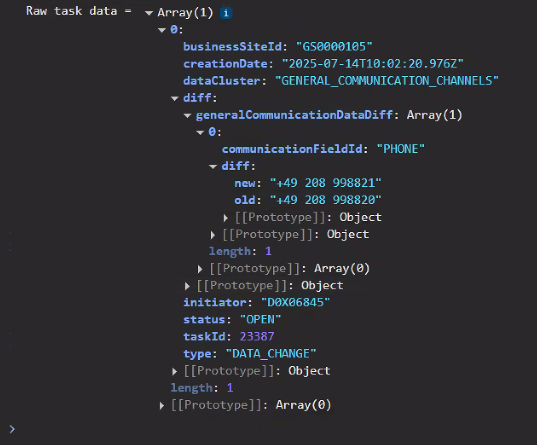 Raw task data = ▼ Array(1) i
▼ 0:
businessSiteId: "GS0000105"
creationDate: "2025-07-14T10:02:20.976Z"
dataCluster: "GENERAL_COMMUNICATION_CHANNELS"
▼ diff:
▼ generalCommunicationDataDiff: Array(1)
▼ 0:
communicationFieldId: "PHONE"
▼ diff:
new: "+49 208 998821"
old: "+49 208 998820"
▶ [[Prototype]]: Object
▶ [[Prototype]]: Object
length: 1
▶ [[Prototype]]: Array(0)
▶ [[Prototype]]: Object
initiator: "D0X06845"
status: "OPEN"
taskId: 23387
type: "DATA_CHANGE"
▶ [[Prototype]]: Object
length: 1
▶ [[Prototype]]: Array(0)
>